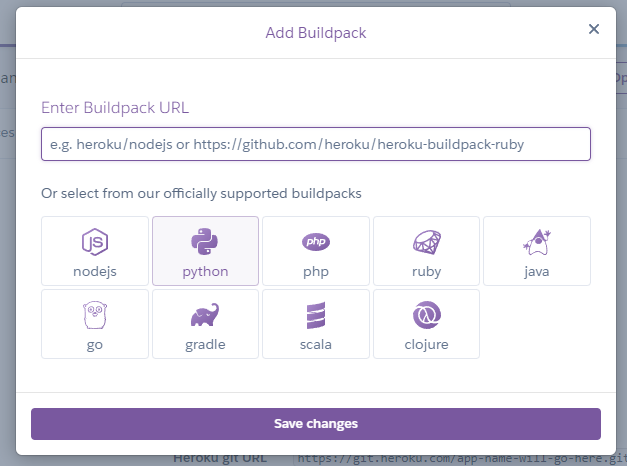 Add Buildpack
Enter Buildpack URL
e.g. heroku/nodejs or https://github.com/heroku/heroku-buildpack-ruby
Or select from our officially supported buildpacks
JS php
nodejs python php ruby java
go gradle scala clojure
Save changes
Heroku git URL https://git.heroku.com/app-name-will-go-here.git